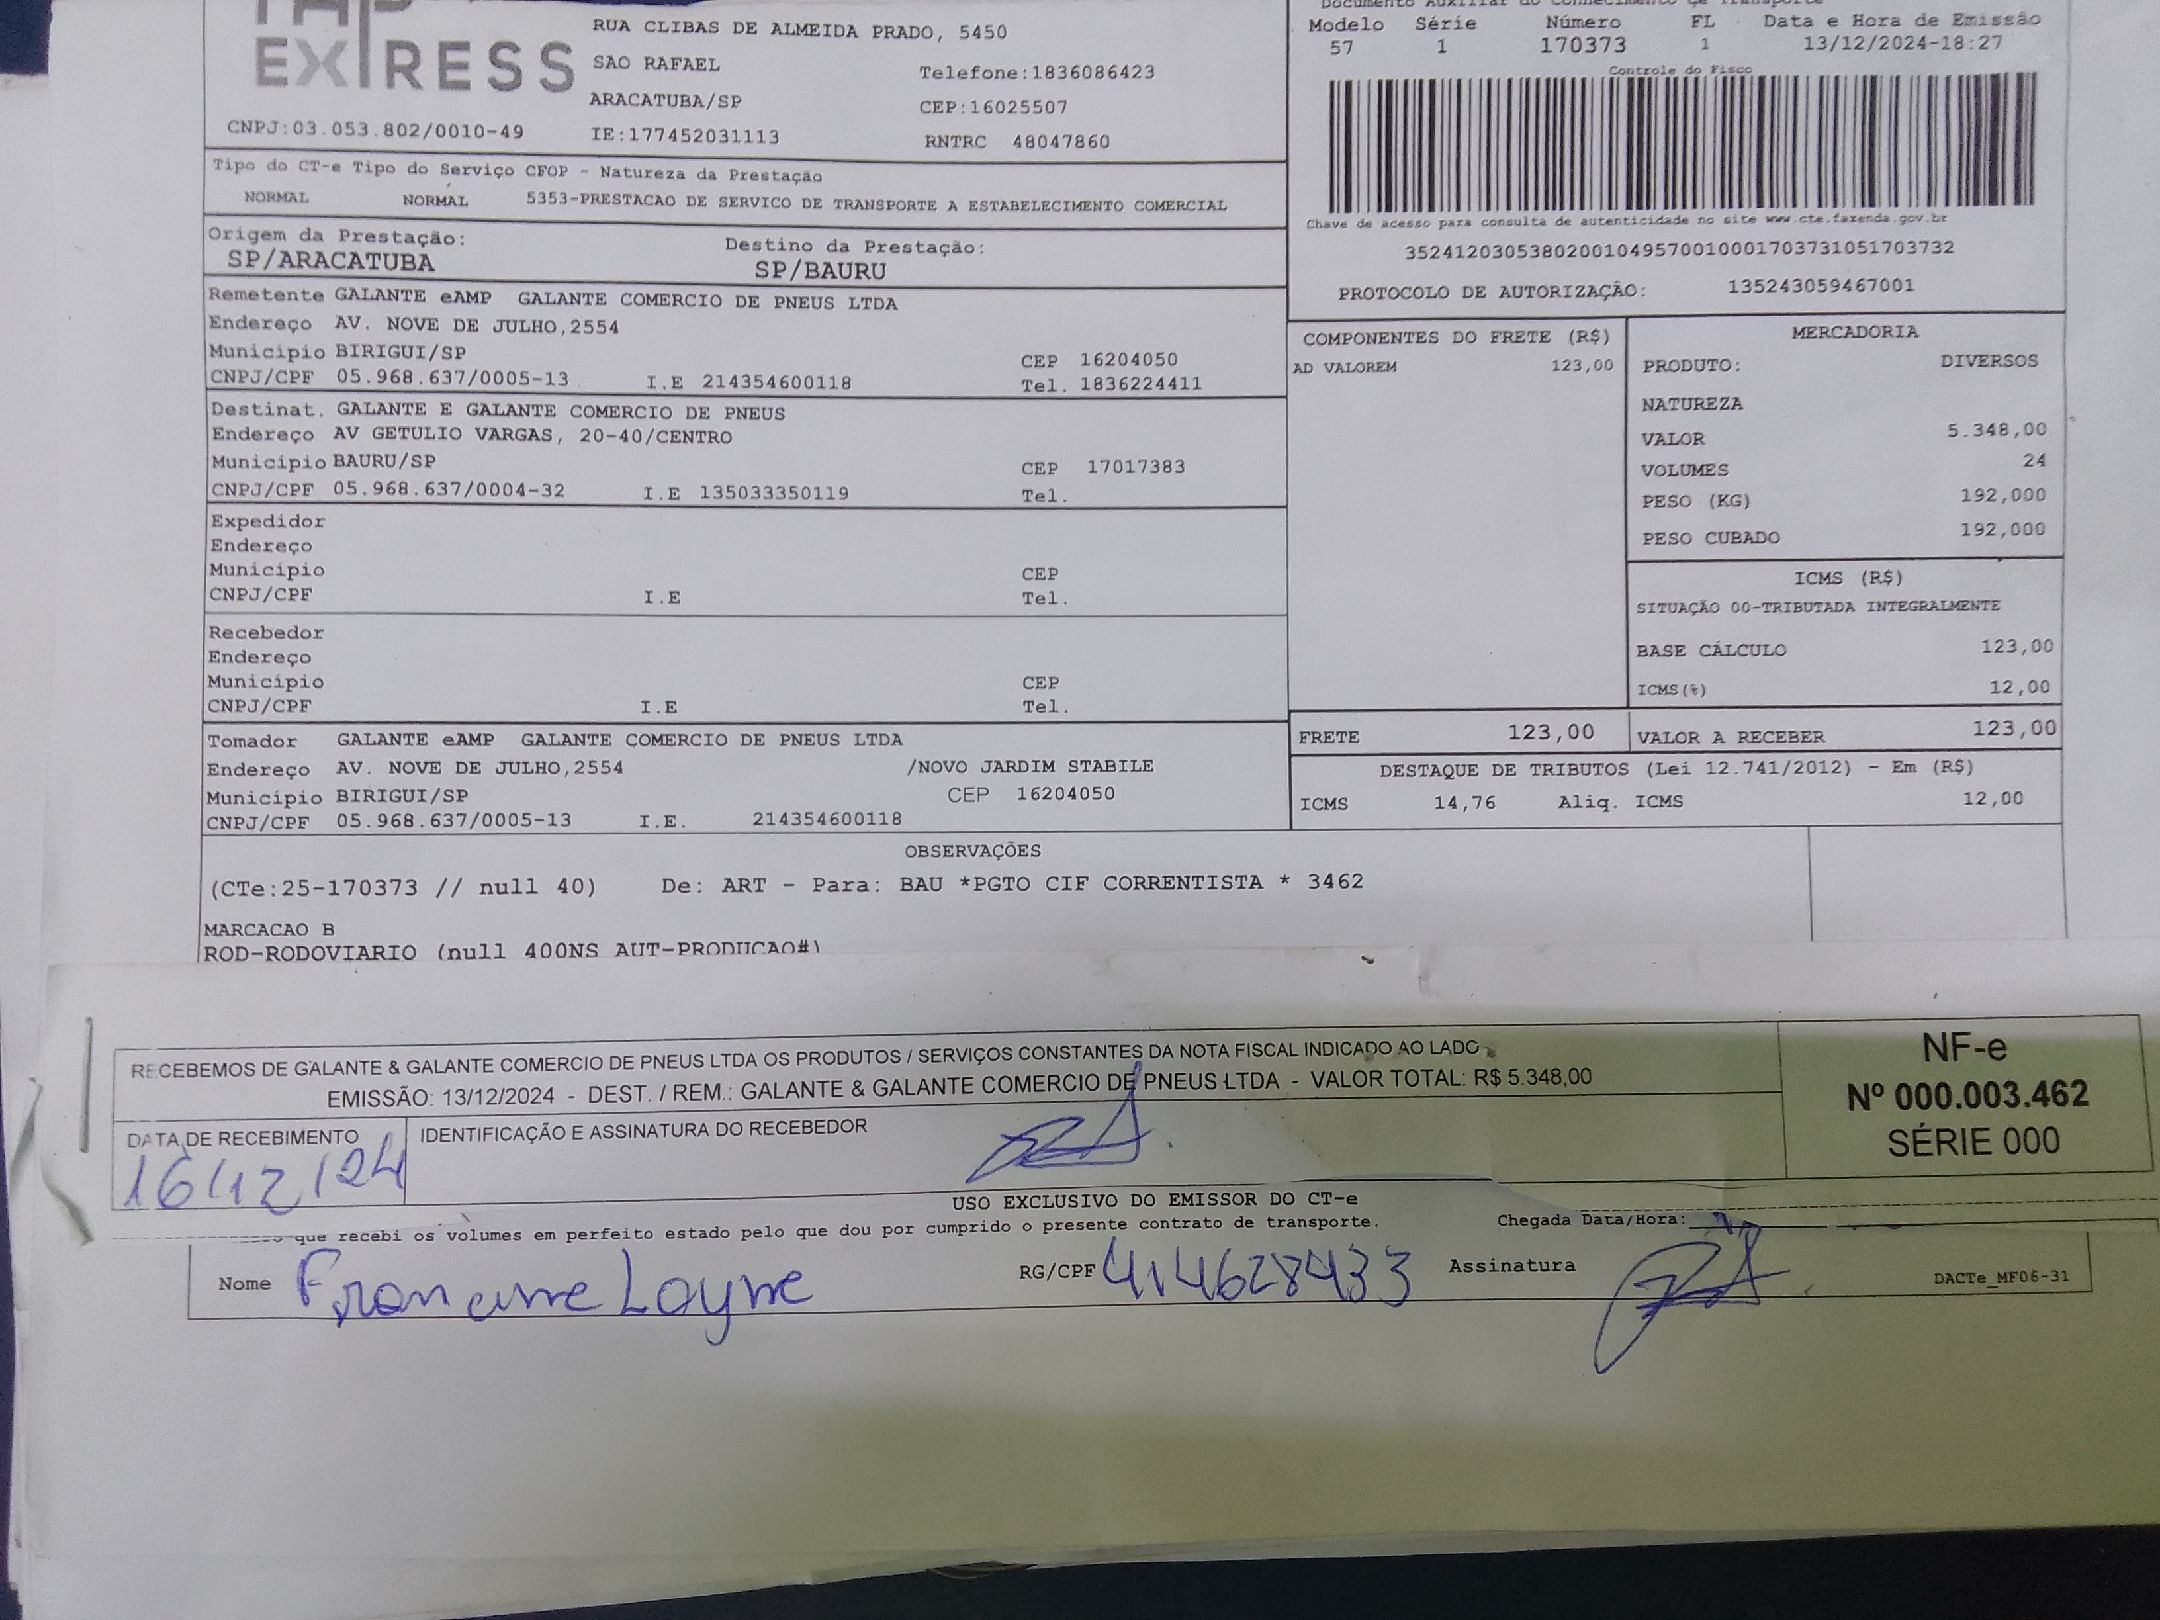 EXPRESS
RUA CLIBAS DE ALMEIDA PRADO, 5450
SAO RAFAEL
Telefone:1836086423
ARACATUBA/SP
CEP:16025507
CNPJ:03.053.802/0010-49
IE:177452031113
RNTRC 48047860
Documento Auxiliar do Conhecimento de Transporte
Modelo Série Número FL Data e Hora de Emissão
57 1 170373 1 13/12/2024-18:27
Controle do Fisco
Chave de acesso para consulta de autenticidade no site www.cte.fazenda.gov.br
35241203053802001049570010001703731051703732
PROTOCOLO DE AUTORIZAÇÃO: 135243059467001
Tipo do CT-e Tipo do Serviço CFOP - Natureza da Prestação
NORMAL NORMAL 5353-PRESTACAO DE SERVICO DE TRANSPORTE A ESTABELECIMENTO COMERCIAL
Origem da Prestação: Destino da Prestação:
SP/ARACATUBA SP/BAURU
Remetente GALANTE eAMP GALANTE COMERCIO DE PNEUS LTDA
Endereço AV. NOVE DE JULHO,2554
Município BIRIGUI/SP CEP 16204050
CNPJ/CPF 05.968.637/0005-13 I.E 214354600118 Tel. 1836224411
Destinat. GALANTE E GALANTE COMERCIO DE PNEUS
Endereço AV GETULIO VARGAS, 20-40/CENTRO
Município BAURU/SP CEP 17017383
CNPJ/CPF 05.968.637/0004-32 I.E 135033350119 Tel.
Expedidor
Endereço
Município CEP
CNPJ/CPF I.E Tel.
Recebedor
Endereço
Município CEP
CNPJ/CPF I.E Tel.
Tomador GALANTE eAMP GALANTE COMERCIO DE PNEUS LTDA
Endereço AV. NOVE DE JULHO,2554 /NOVO JARDIM STABILE
Município BIRIGUI/SP CEP 16204050
CNPJ/CPF 05.968.637/0005-13 I.E. 214354600118
COMPONENTES DO FRETE (R$)
AD VALOREM 123,00
MERCADORIA
PRODUTO: DIVERSOS
NATUREZA
VALOR 5.348,00
VOLUMES 24
PESO (KG) 192,000
PESO CUBADO 192,000
ICMS (R$)
SITUAÇÃO 00-TRIBUTADA INTEGRALMENTE
BASE CÁLCULO 123,00
ICMS(%) 12,00
FRETE 123,00 VALOR A RECEBER 123,00
DESTAQUE DE TRIBUTOS (Lei 12.741/2012) - Em (R$)
ICMS 14,76 Aliq. ICMS 12,00
OBSERVAÇÕES
(CTe:25-170373 // null 40) De: ART - Para: BAU *PGTO CIF CORRENTISTA * 3462
MARCACAO B
ROD-RODOVIARIO (null 400NS AUT-PRODUCAO#)
RECEBEMOS DE GALANTE & GALANTE COMERCIO DE PNEUS LTDA OS PRODUTOS / SERVIÇOS CONSTANTES DA NOTA FISCAL INDICADO AO LADO
EMISSÃO: 13/12/2024 - DEST. / REM.: GALANTE & GALANTE COMERCIO DE PNEUS LTDA - VALOR TOTAL: R$ 5.348,00
NF-e
Nº 000.003.462
SÉRIE 000
DATA DE RECEBIMENTO IDENTIFICAÇÃO E ASSINATURA DO RECEBEDOR
16/12/24
USO EXCLUSIVO DO EMISSOR DO CT-e
que recebi os volumes em perfeito estado pelo que dou por cumprido o presente contrato de transporte. Chegada Data/Hora:
Nome RG/CPF 414628433 Assinatura
DACTe_MF06-31